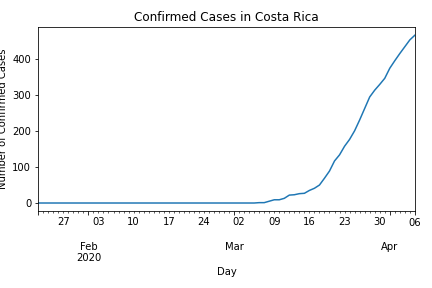 Confirmed Cases in Costa Rica
Number of Confirmed Cases
400
300
200
100
0
27 03 10 17 24 02 09 16 23 30 06
Feb Mar Apr
2020
Day